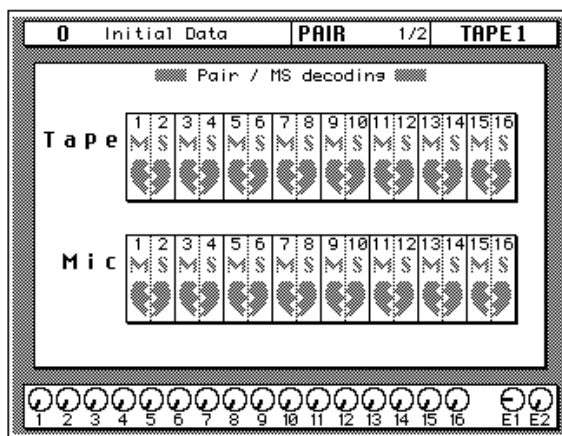 0 Initial Data PAIR 1/2 TAPE1
Pair / MS decoding
1 2 3 4 5 6 7 8 9 10 11 12 13 14 15 16
Tape M S M S M S M S M S M S M S M S
1 2 3 4 5 6 7 8 9 10 11 12 13 14 15 16
Mic M S M S M S M S M S M S M S M S
1 2 3 4 5 6 7 8 9 10 11 12 13 14 15 16 E1 E2